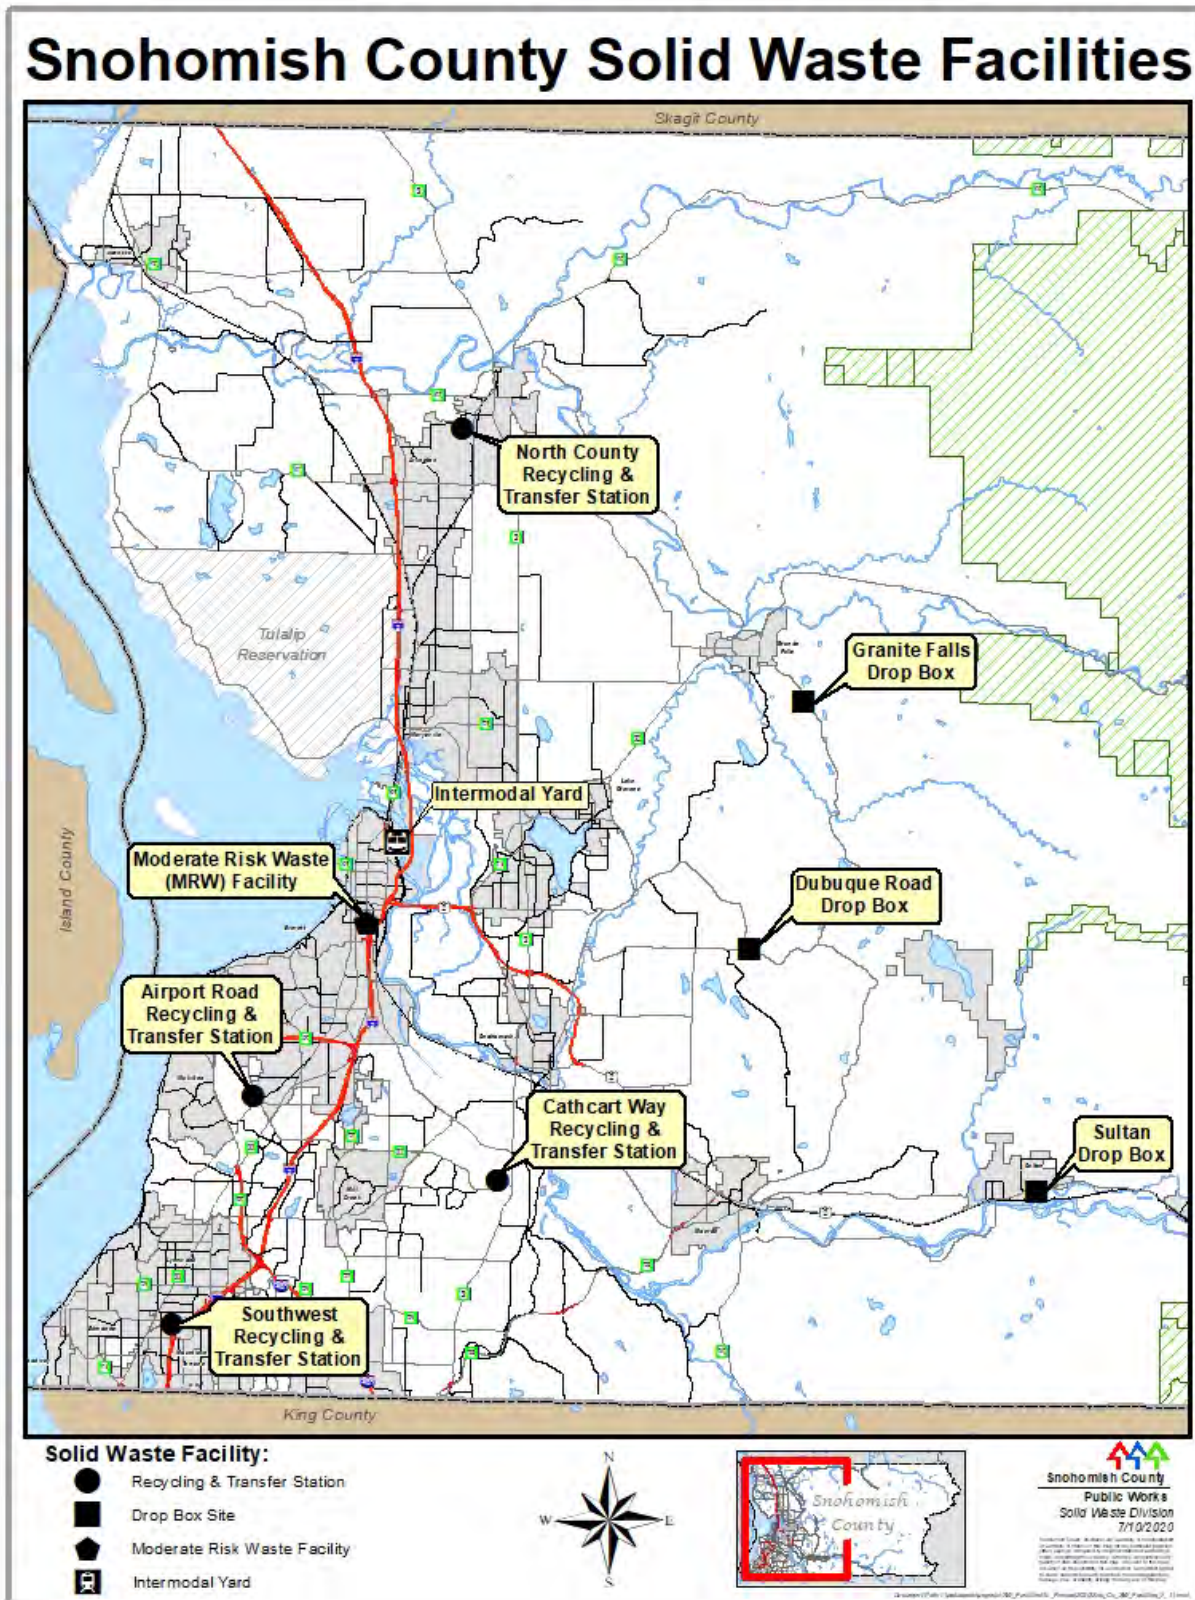 Snohomish County Solid Waste Facilities
Skagit County
North County
Recycling &
Transfer Station
Tulalip
Reservation
Granite Falls
Drop Box
Intermodal Yard
Moderate Risk Waste
(MRW) Facility
Island County
Dubuque Road
Drop Box
Airport Road
Recycling &
Transfer Station
Cathcart Way
Recycling &
Transfer Station
Sultan
Drop Box
Southwest
Recycling &
Transfer Station
King County
Solid Waste Facility:
Recycling & Transfer Station
Drop Box Site
Moderate Risk Waste Facility
Intermodal Yard
N
W
E
S
Snohomish
County
Snohomish County
Public Works
Solid Waste Division
7/10/2020